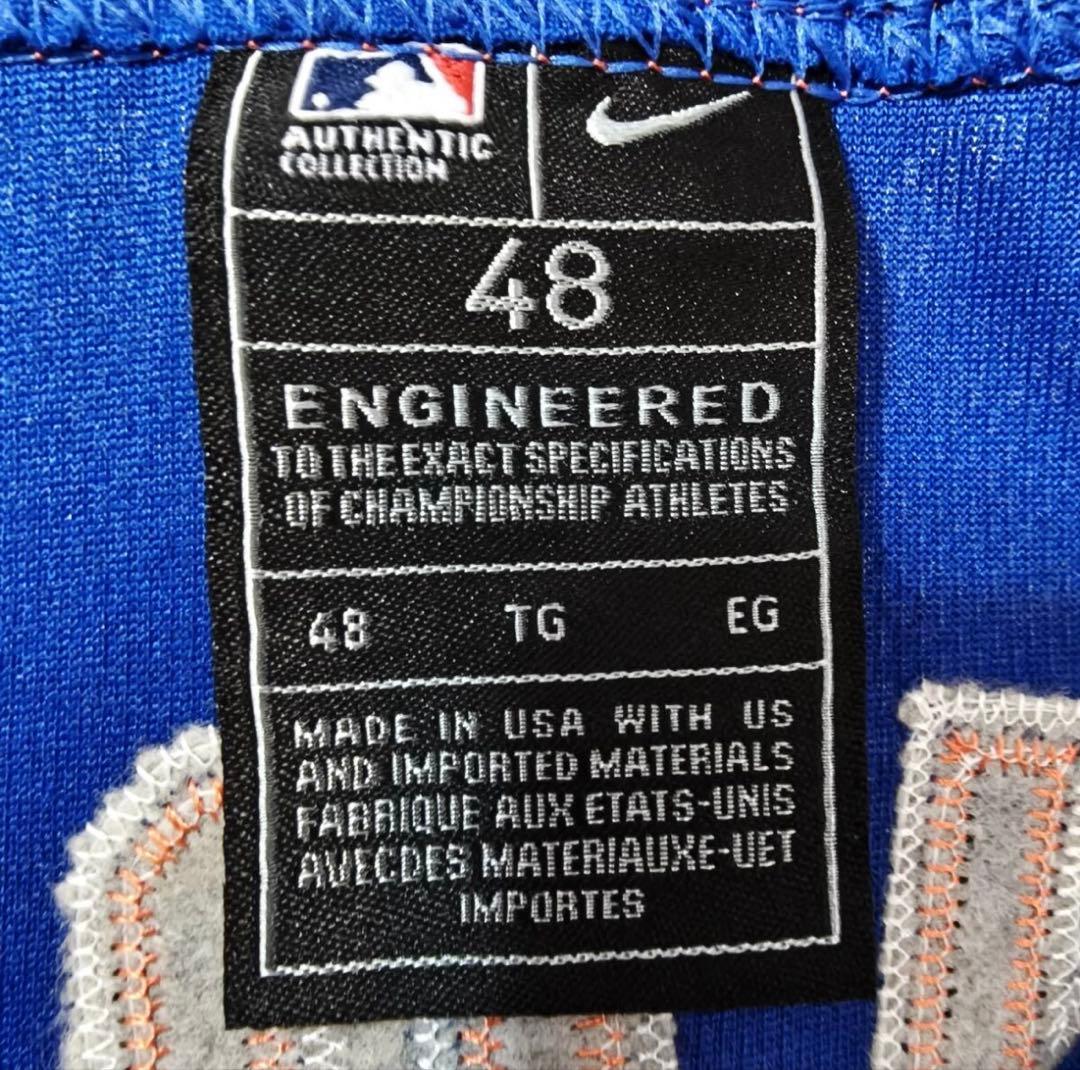 AUTHENTIC
COLLECTION
48
ENGINEERED
TO THE EXACT SPECIFICATIONS
OF CHAMPIONSHIP ATHLETES
48 TG EG
MADE IN USA WITH US
AND IMPORTED MATERIALS
FABRIQUE AUX ETATS-UNIS
AVECDES MATERIAUXE-UET
IMPORTES